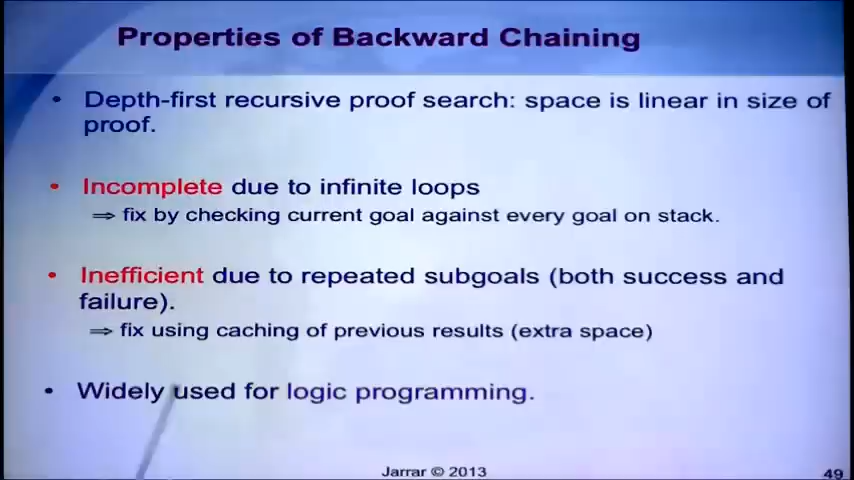 Properties of Backward Chaining
• Depth-first recursive proof search: space is linear in size of
proof.
• Incomplete due to infinite loops
⇒ fix by checking current goal against every goal on stack.
• Inefficient due to repeated subgoals (both success and
failure).
⇒ fix using caching of previous results (extra space)
• Widely used for logic programming.
Jarrar © 2013
49